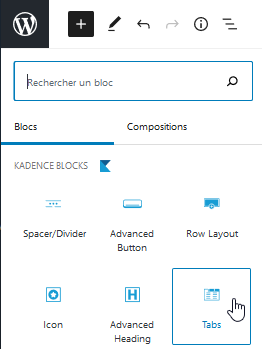 Rechercher un bloc
Blocs Compositions
KADENCE BLOCKS
Spacer/Divider Advanced Button Row Layout
Icon Advanced Heading Tabs